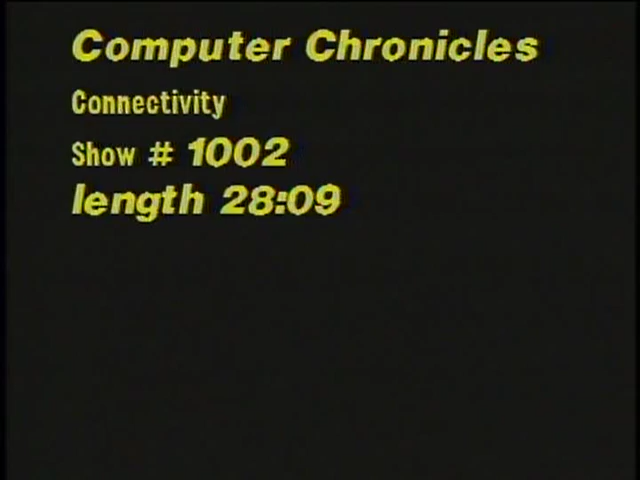 Computer Chronicles
Connectivity
Show # 1002
length 28:09